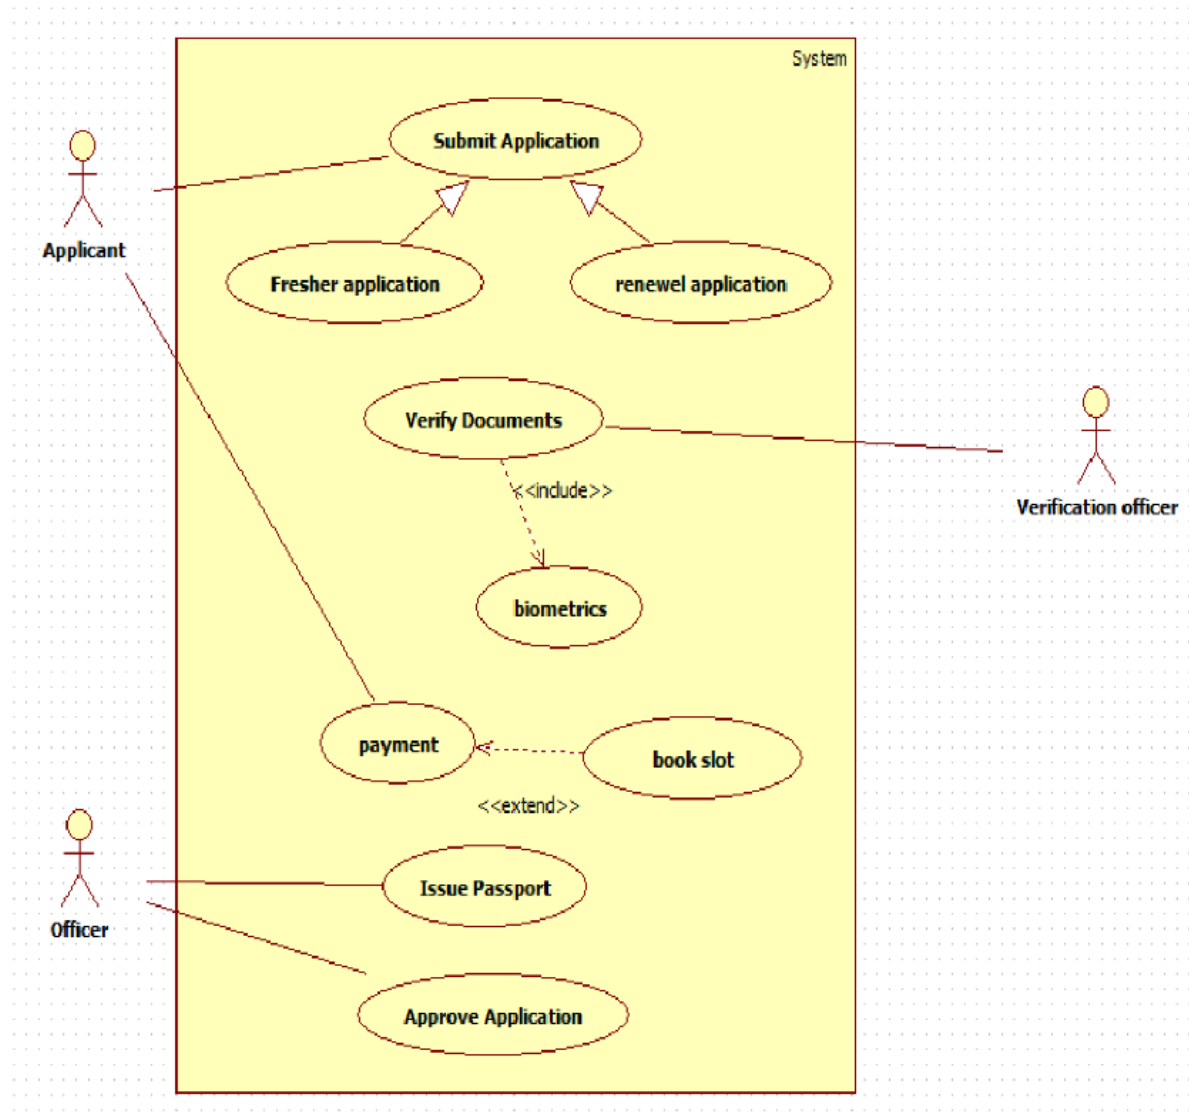 System
Submit Application
Applicant
Fresher application
renewel application
Verify Documents
<<include>>
Verification officer
biometrics
payment
book slot
<<extend>>
Issue Passport
Officer
Approve Application